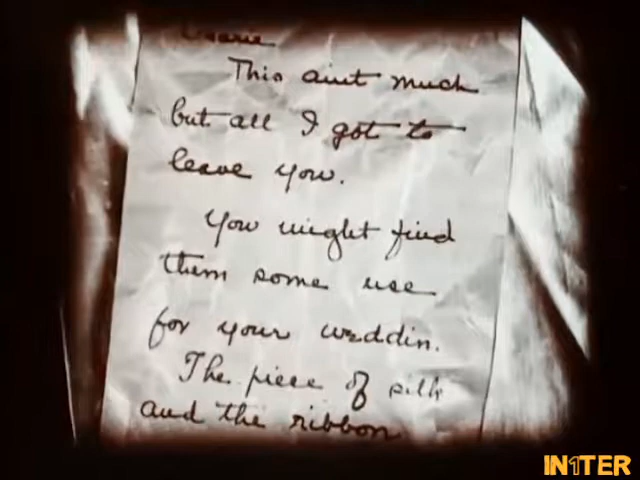 This aint much
but all I got to
leave you.
You might find
them some use
for your weddin.
The piece of silk
and the ribbon
IN1TER